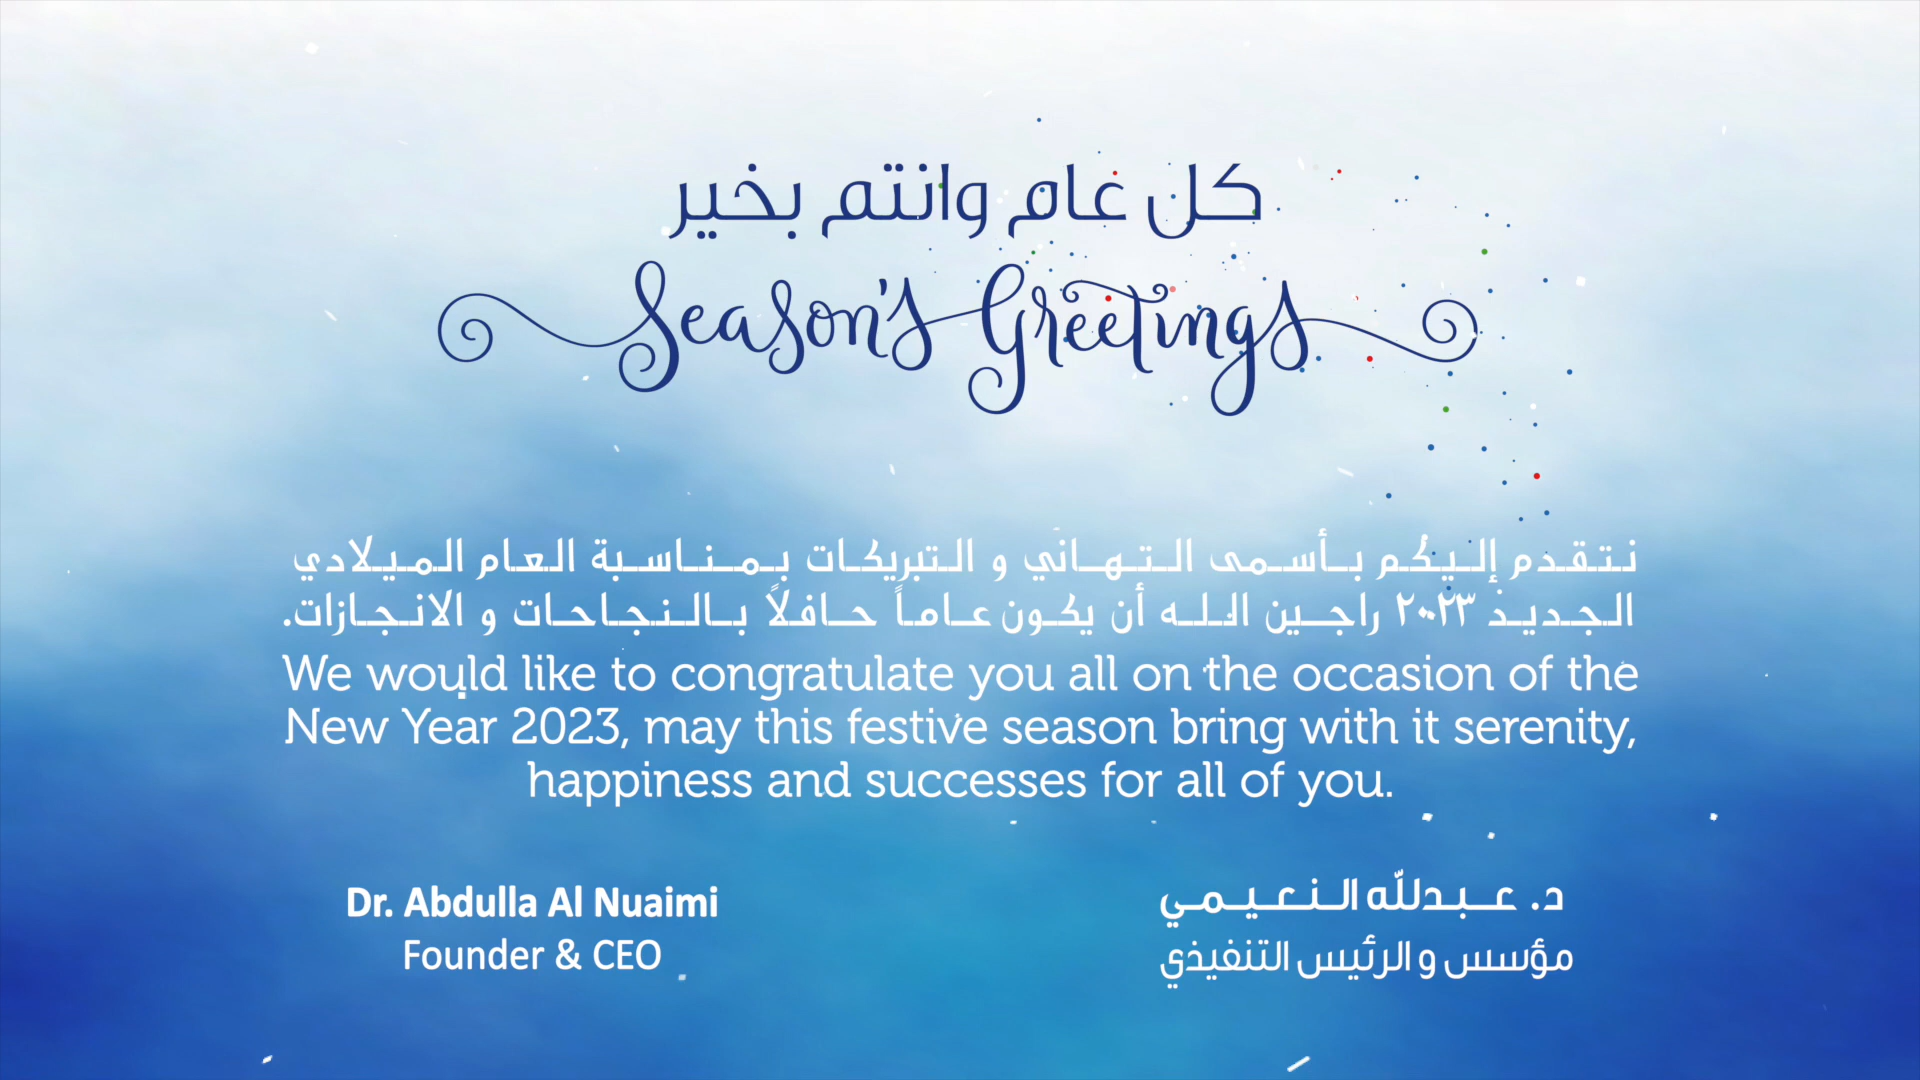 كل عام وانتم بخير
Season's Greetings
نتقدم إليكم بأسمى التهاني و التبريكات بمناسبة العام الميلادي
الجديد ٢٠٢٣ راجين الله أن يكون عاماً حافلاً بالنجاحات و الانجازات.
We would like to congratulate you all on the occasion of the
New Year 2023, may this festive season bring with it serenity,
happiness and successes for all of you.
Dr. Abdulla Al Nuaimi
Founder & CEO
د. عبدالله النعيمي
مؤسس و الرئيس التنفيذي